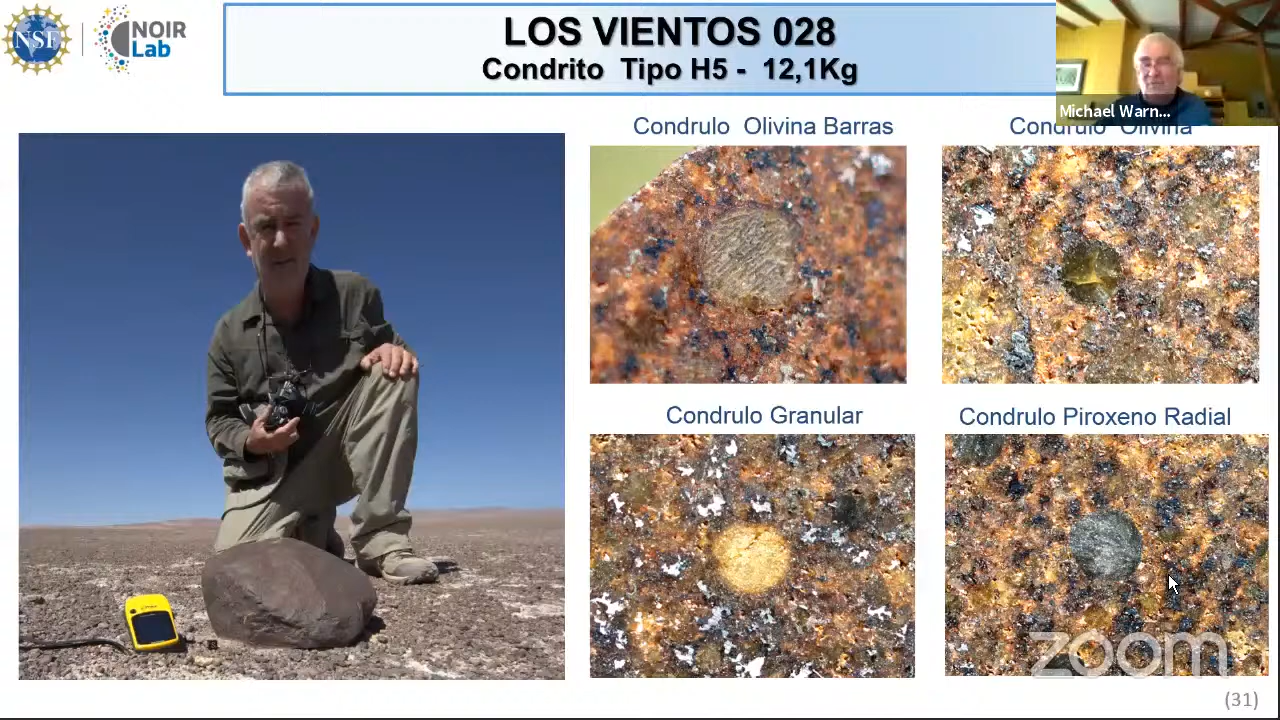 NSF
NOIR
Lab
LOS VIENTOS 028
Condrito Tipo H5 - 12,1Kg
Michael Warn...
Condrulo Olivina Barras
Condrulo Olivina
Condrulo Granular
Condrulo Piroxeno Radial
zoom
(31)